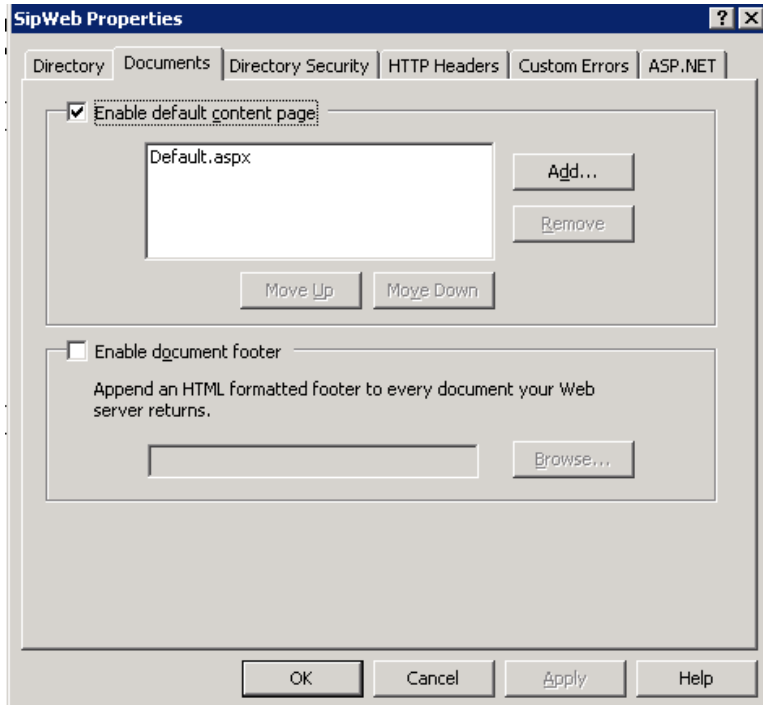 SipWeb Properties
Directory Documents Directory Security HTTP Headers Custom Errors ASP.NET
Enable default content page
Default.aspx
Add...
Remove
Move Up Move Down
Enable document footer
Append an HTML formatted footer to every document your Web
server returns.
Browse...
OK Cancel Apply Help